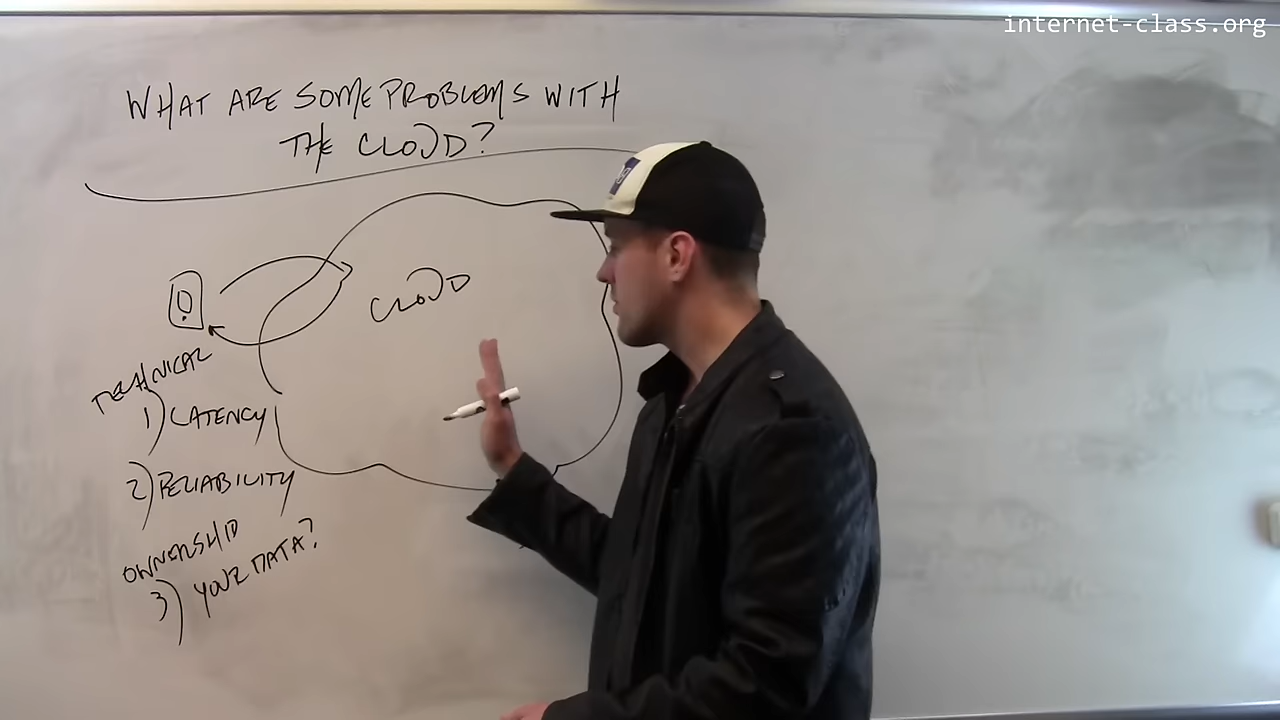 internet-class.org
WHAT ARE SOME PROBLEMS WITH
THE CLOUD?
CLOUD
TECHNICAL
1) LATENCY
2) RELIABILITY
OWNERSHIP
3) YOUR DATA?